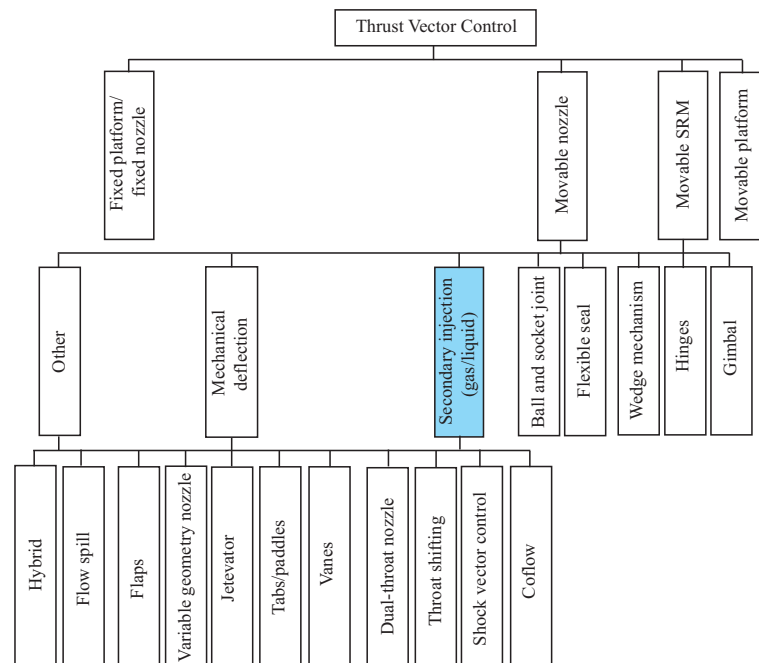 Thrust Vector Control
Fixed platform/
fixed nozzle
Movable nozzle
Movable SRM
Movable platform
Other
Mechanical
deflection
Secondary injection
(gas/liquid)
Ball and socket joint
Flexible seal
Wedge mechanism
Hinges
Gimbal
Hybrid
Flow spill
Flaps
Variable geometry nozzle
Jetevator
Tabs/paddles
Vanes
Dual-throat nozzle
Throat shifting
Shock vector control
Coflow